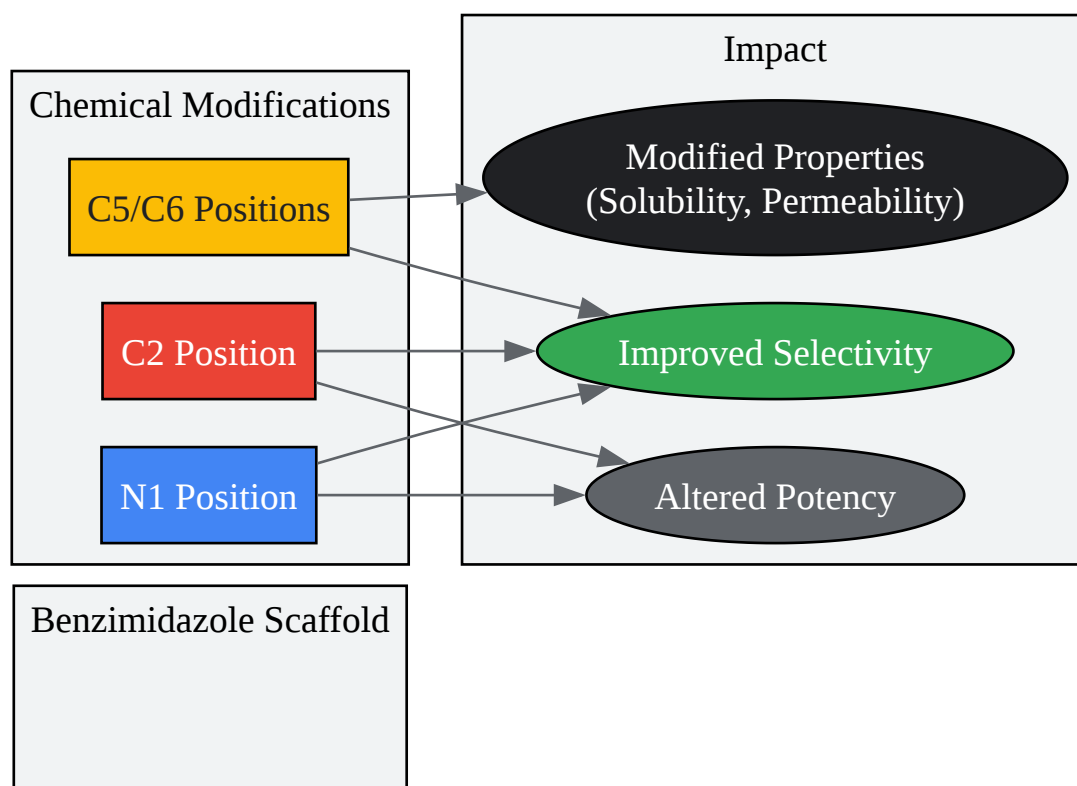 Chemical Modifications
C5/C6 Positions
C2 Position
N1 Position
Impact
Modified Properties
(Solubility, Permeability)
Improved Selectivity
Altered Potency
Benzimidazole Scaffold